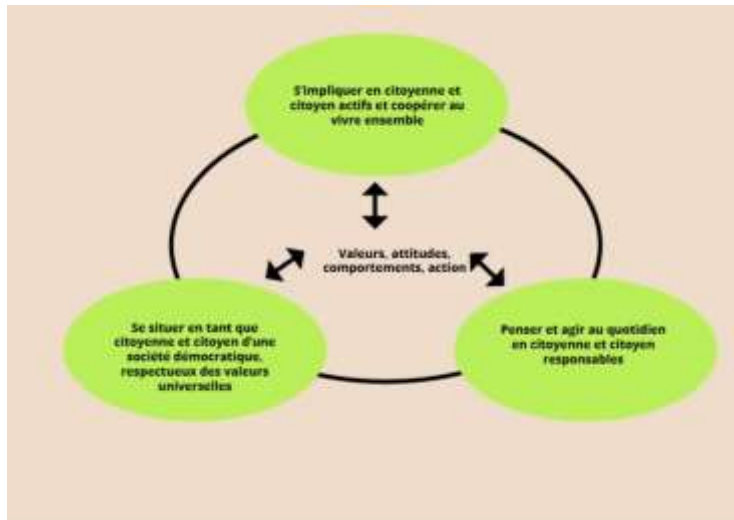 S'impliquer en citoyenne et
citoyen actifs et coopérer au
vivre ensemble
Valeurs, attitudes,
comportements, action
Se situer en tant que
citoyenne et citoyen d'une
société démocratique,
respectueux des valeurs
universelles
Penser et agir au quotidien
en citoyenne et citoyen
responsables